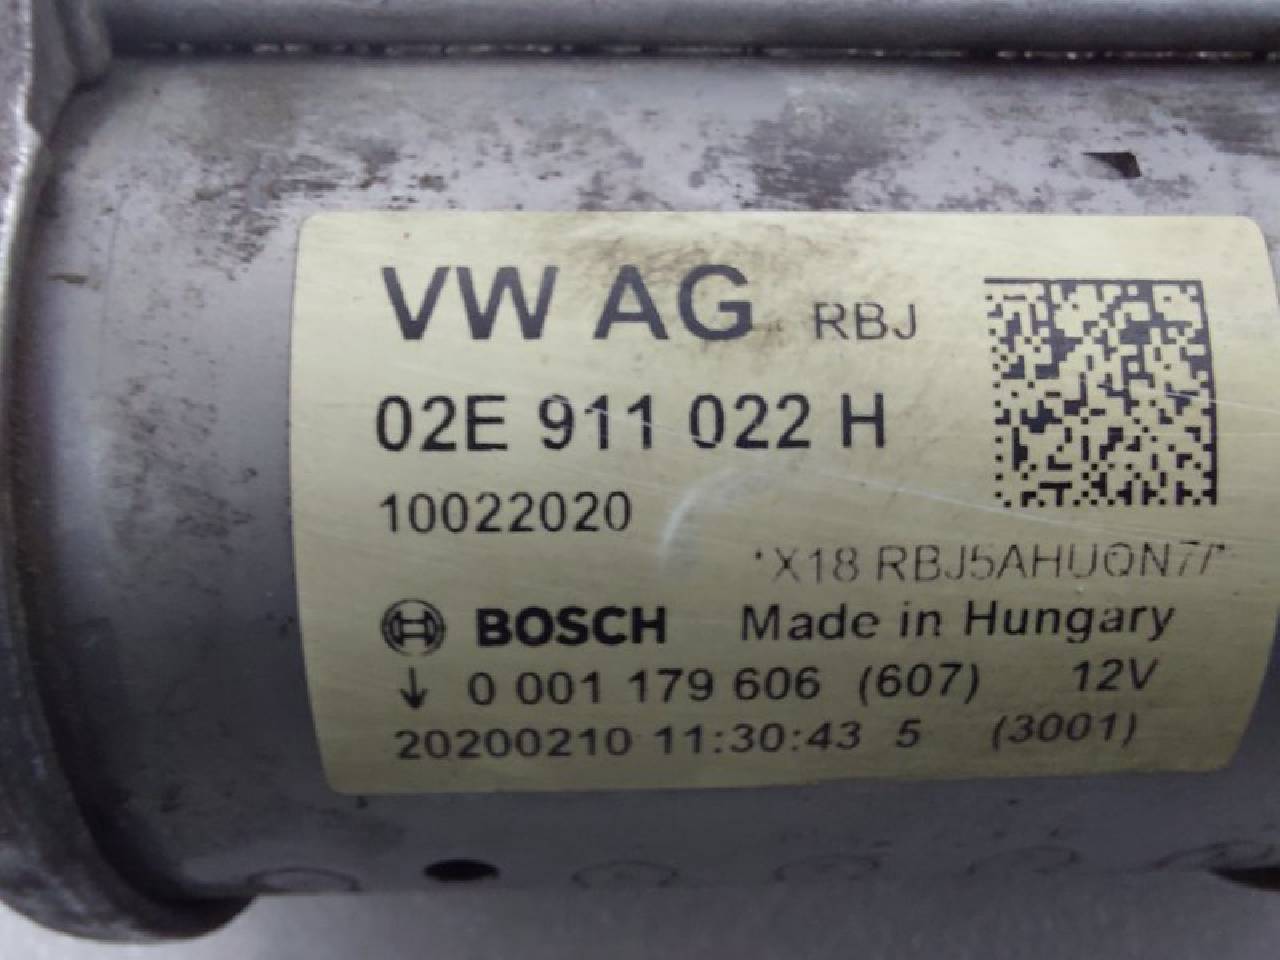 VW AG RBJ
02E 911 022 H
10022020
*X18 RBJ5AHUQN7/*
BOSCH Made in Hungary
↓ 0 001 179 606 (607) 12V
20200210 11:30:43 5 (3001)